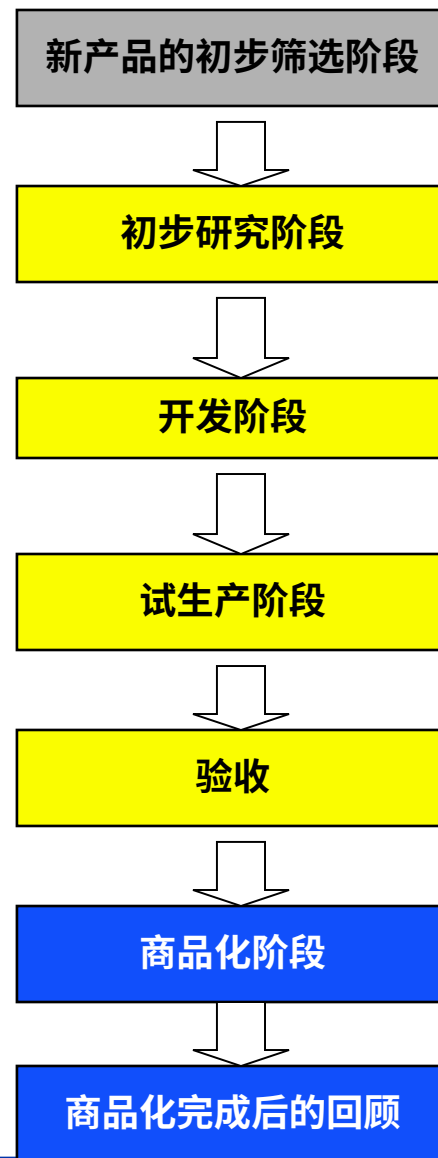 新产品的初步筛选阶段
初步研究阶段
开发阶段
试生产阶段
验收
商品化阶段
商品化完成后的回顾